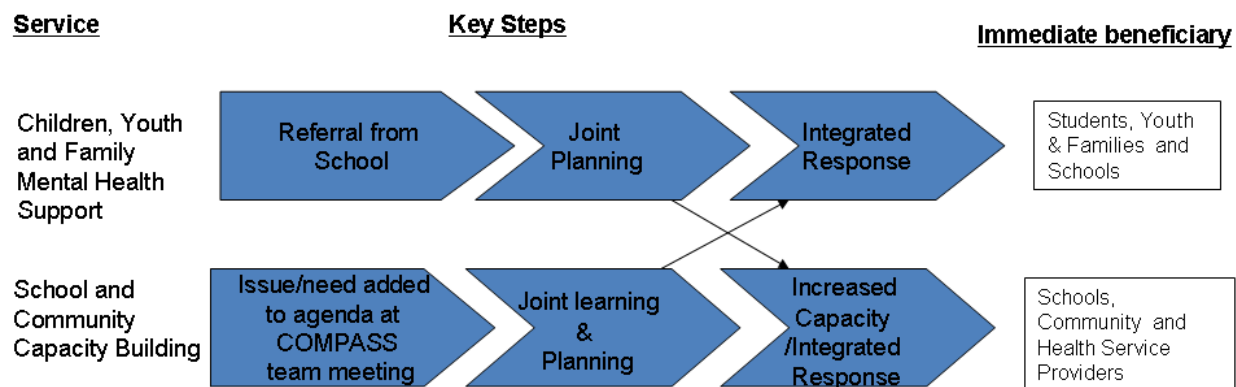 Service
Key Steps
Immediate beneficiary
Children, Youth
and Family
Mental Health
Support
Referral from
School
Joint
Planning
Integrated
Response
Students, Youth
& Families and
Schools
School and
Community
Capacity Building
Issue/need added
to agenda at
COMPASS
team meeting
Joint learning
&
Planning
Increased
Capacity
/Integrated
Response
Schools,
Community and
Health Service
Providers